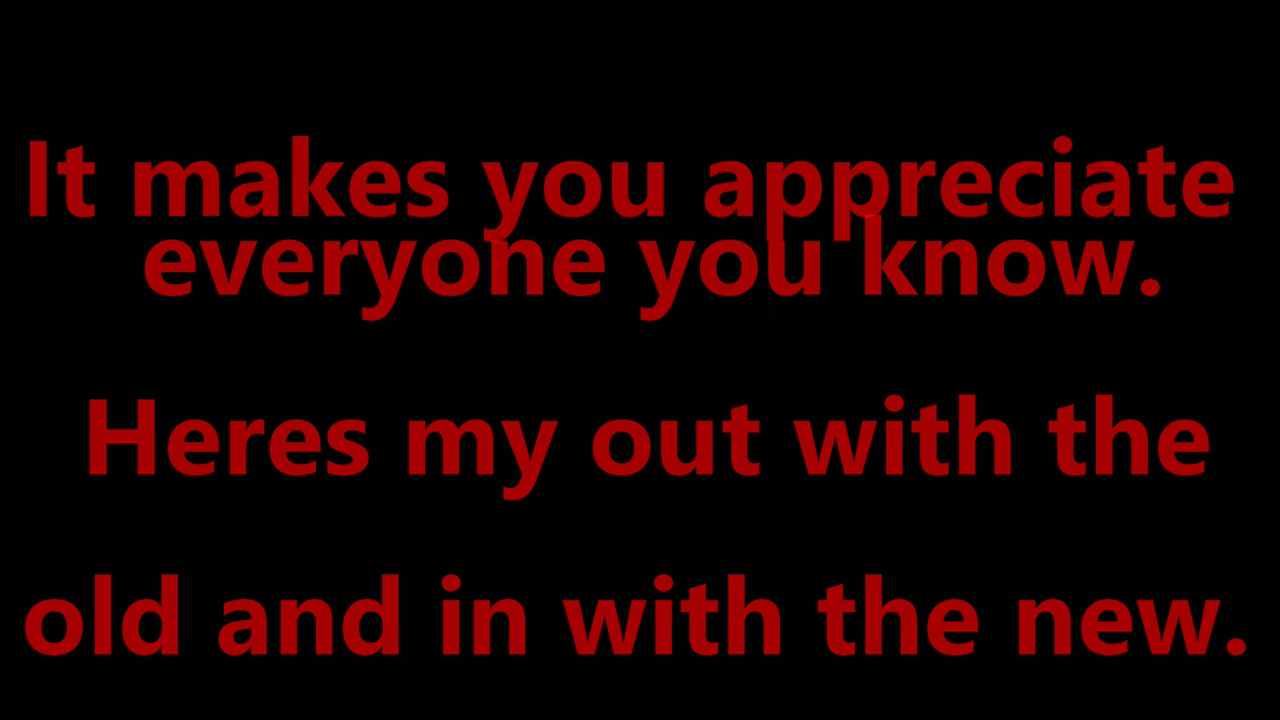 It makes you appreciate
everyone you know.
Heres my out with the
old and in with the new.